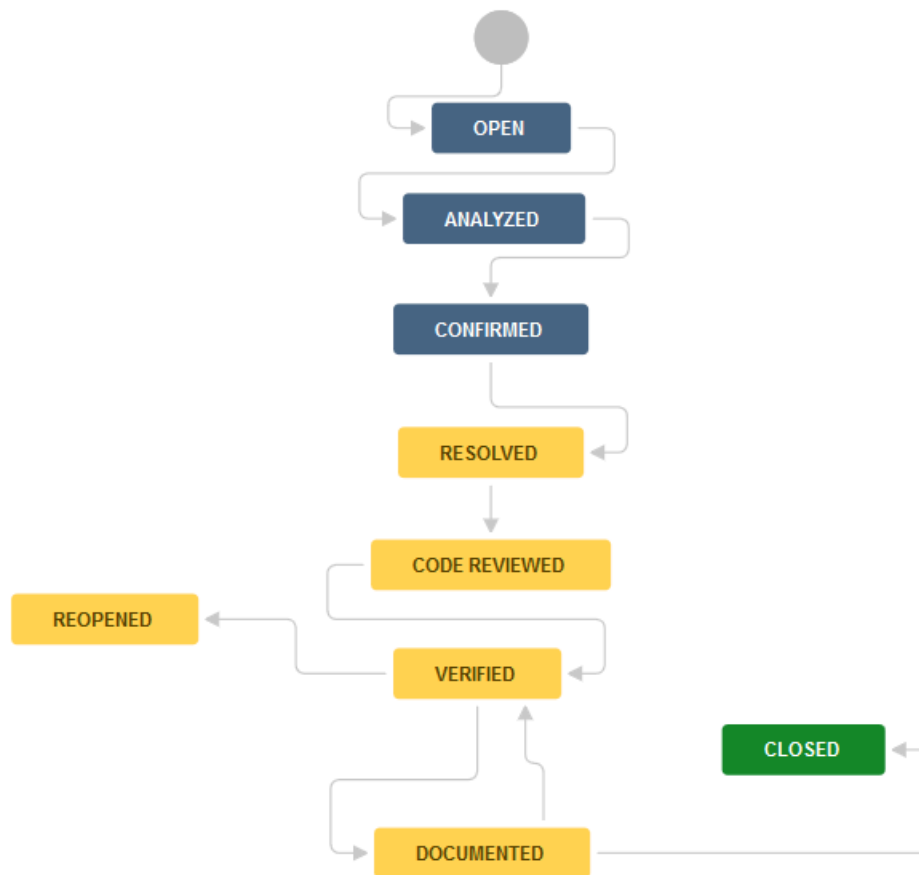 OPEN
ANALYZED
CONFIRMED
RESOLVED
CODE REVIEWED
REOPENED
VERIFIED
CLOSED
DOCUMENTED